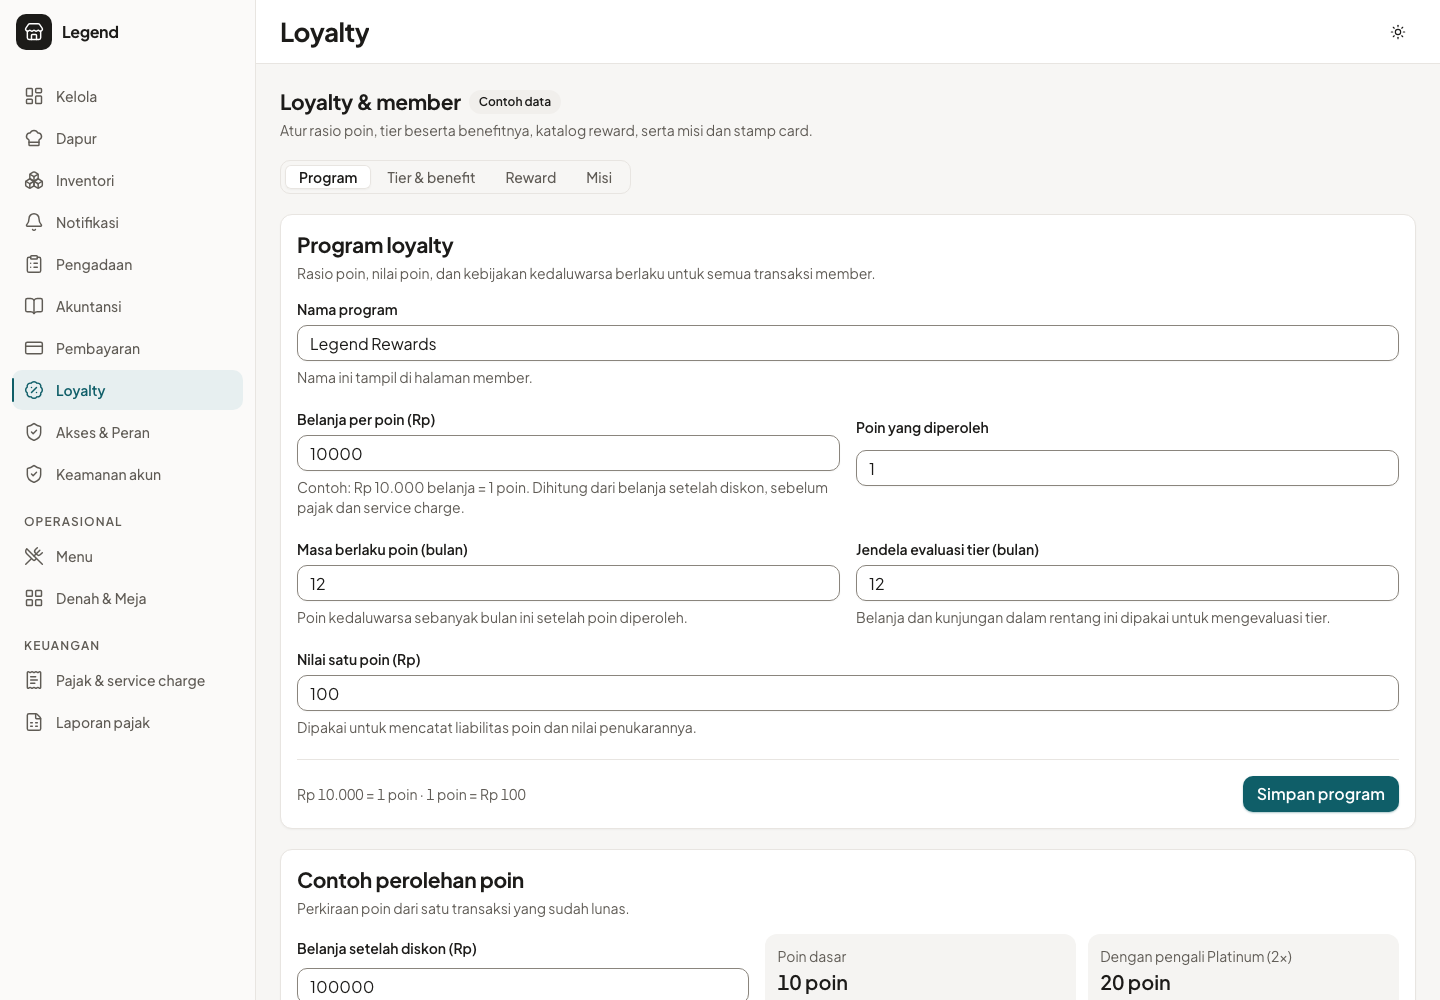 Legend
Kelola
Dapur
Inventori
Notifikasi
Pengadaan
Akuntansi
Pembayaran
Loyalty
Akses & Peran
Keamanan akun
OPERASIONAL
Menu
Denah & Meja
KEUANGAN
Pajak & service charge
Laporan pajak
Loyalty
Loyalty & member
Contoh data
Atur rasio poin, tier beserta benefitnya, katalog reward, serta misi dan stamp card.
Program
Tier & benefit
Reward
Misi
Program loyalty
Rasio poin, nilai poin, dan kebijakan kedaluwarsa berlaku untuk semua transaksi member.
Nama program
Legend Rewards
Nama ini tampil di halaman member.
Belanja per poin (Rp)
10000
Contoh: Rp 10.000 belanja = 1 poin. Dihitung dari belanja setelah diskon, sebelum
pajak dan service charge.
Poin yang diperoleh
1
Masa berlaku poin (bulan)
12
Poin kedaluwarsa sebanyak bulan ini setelah poin diperoleh.
Jendela evaluasi tier (bulan)
12
Belanja dan kunjungan dalam rentang ini dipakai untuk mengevaluasi tier.
Nilai satu poin (Rp)
100
Dipakai untuk mencatat liabilitas poin dan nilai penukarannya.
Rp 10.000 = 1 poin · 1 poin = Rp 100
Simpan program
Contoh perolehan poin
Perkiraan poin dari satu transaksi yang sudah lunas.
Belanja setelah diskon (Rp)
100000
Poin dasar
10 poin
Dengan pengali Platinum (2×)
20 poin